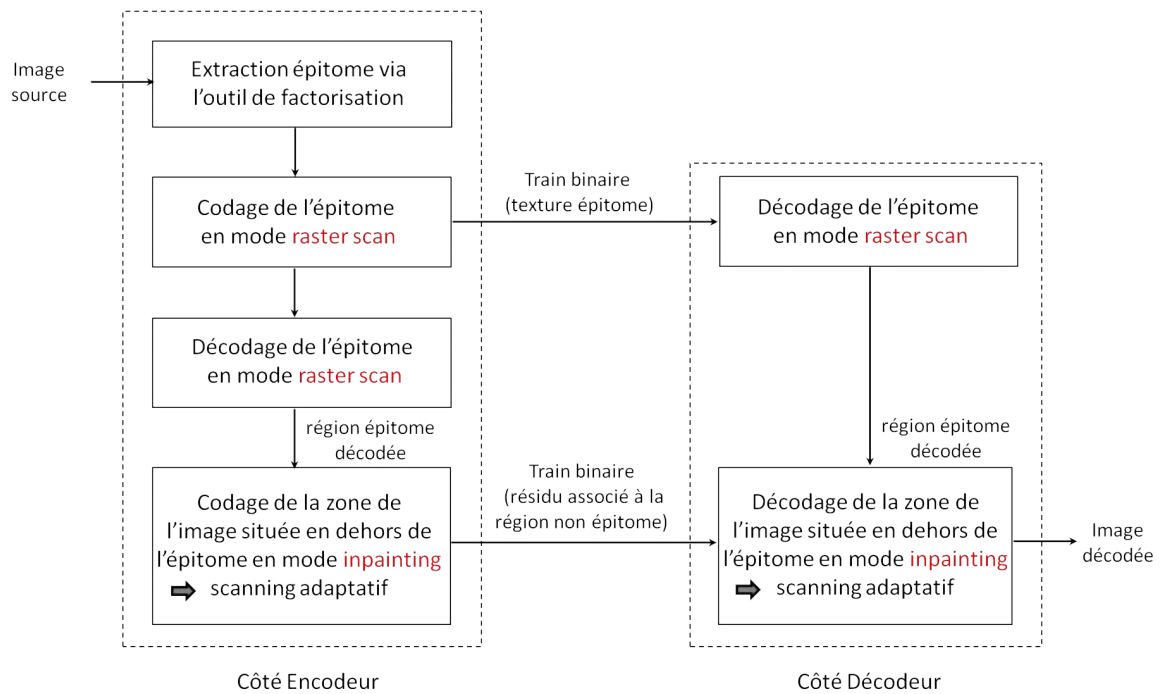 Image
source
Extraction épitome via
l'outil de factorisation
Codage de l'épitome
en mode raster scan
Train binaire
(texture épitome)
Décodage de l'épitome
en mode raster scan
Décodage de l'épitome
en mode raster scan
région épitome
décodée
région épitome
décodée
Codage de la zone de
l'image située en dehors de
l'épitome en mode inpainting
scanning adaptatif
Train binaire
(résidu associé à la
région non épitome)
Décodage de la zone de
l'image située en dehors de
l'épitome en mode inpainting
scanning adaptatif
Image
décodée
Côté Encodeur
Côté Décodeur